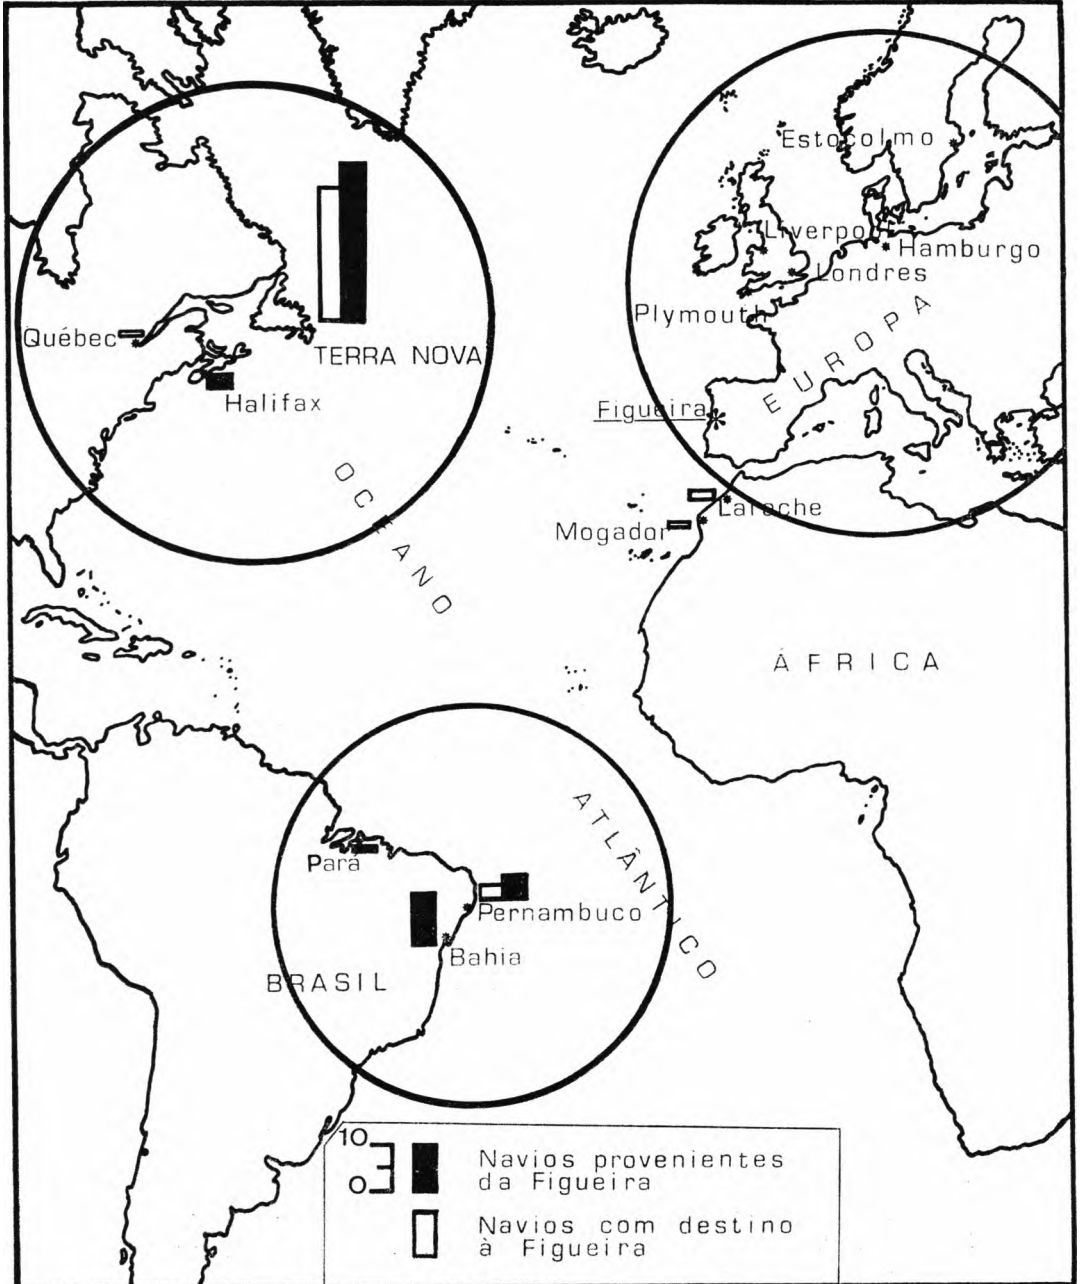 Estocolmo
Liverpool
Hamburgo
Londres
Plymouth
EUROPA
Québec
TERRA NOVA
Halifax
Figueira
OCEANO
Larache
Mogador
ÁFRICA
ATLÂNTICO
Pará
Pernambuco
Bahia
BRASIL
10
0
Navios provenientes
da Figueira
Navios com destino
à Figueira